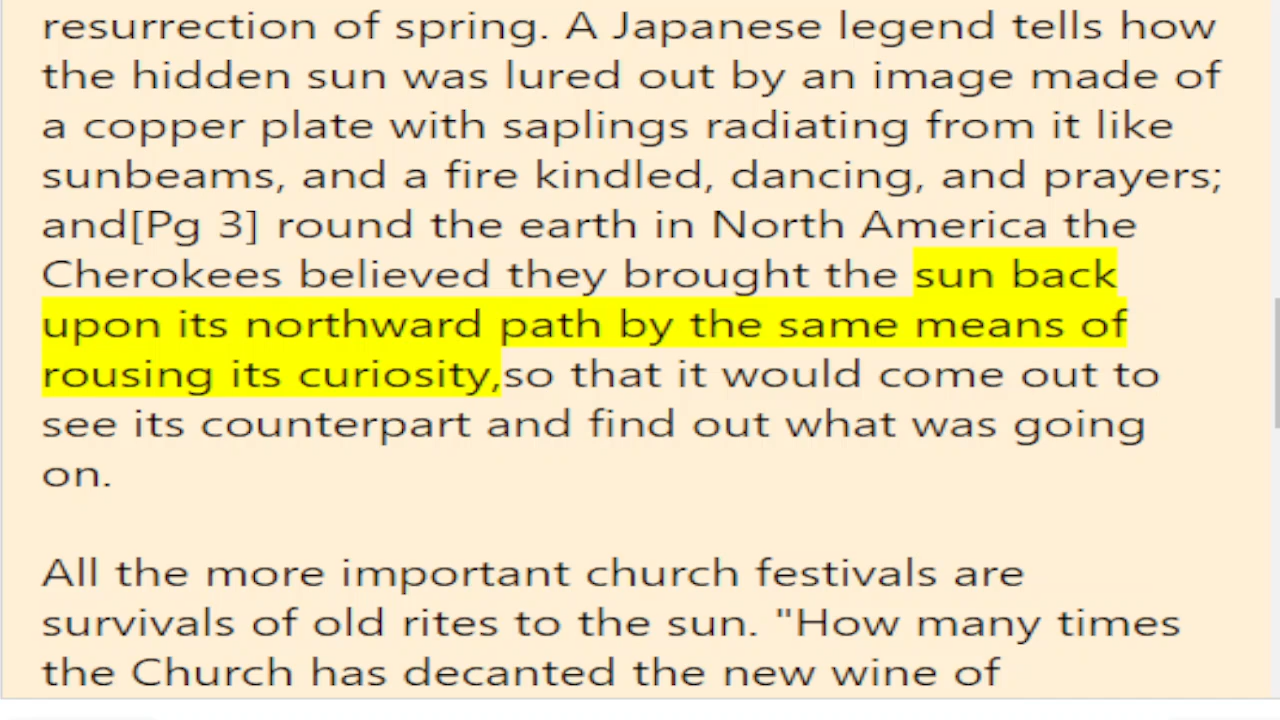 resurrection of spring. A Japanese legend tells how
the hidden sun was lured out by an image made of
a copper plate with saplings radiating from it like
sunbeams, and a fire kindled, dancing, and prayers;
and[Pg 3] round the earth in North America the
Cherokees believed they brought the sun back
upon its northward path by the same means of
rousing its curiosity,so that it would come out to
see its counterpart and find out what was going
on.
All the more important church festivals are
survivals of old rites to the sun. "How many times
the Church has decanted the new wine of